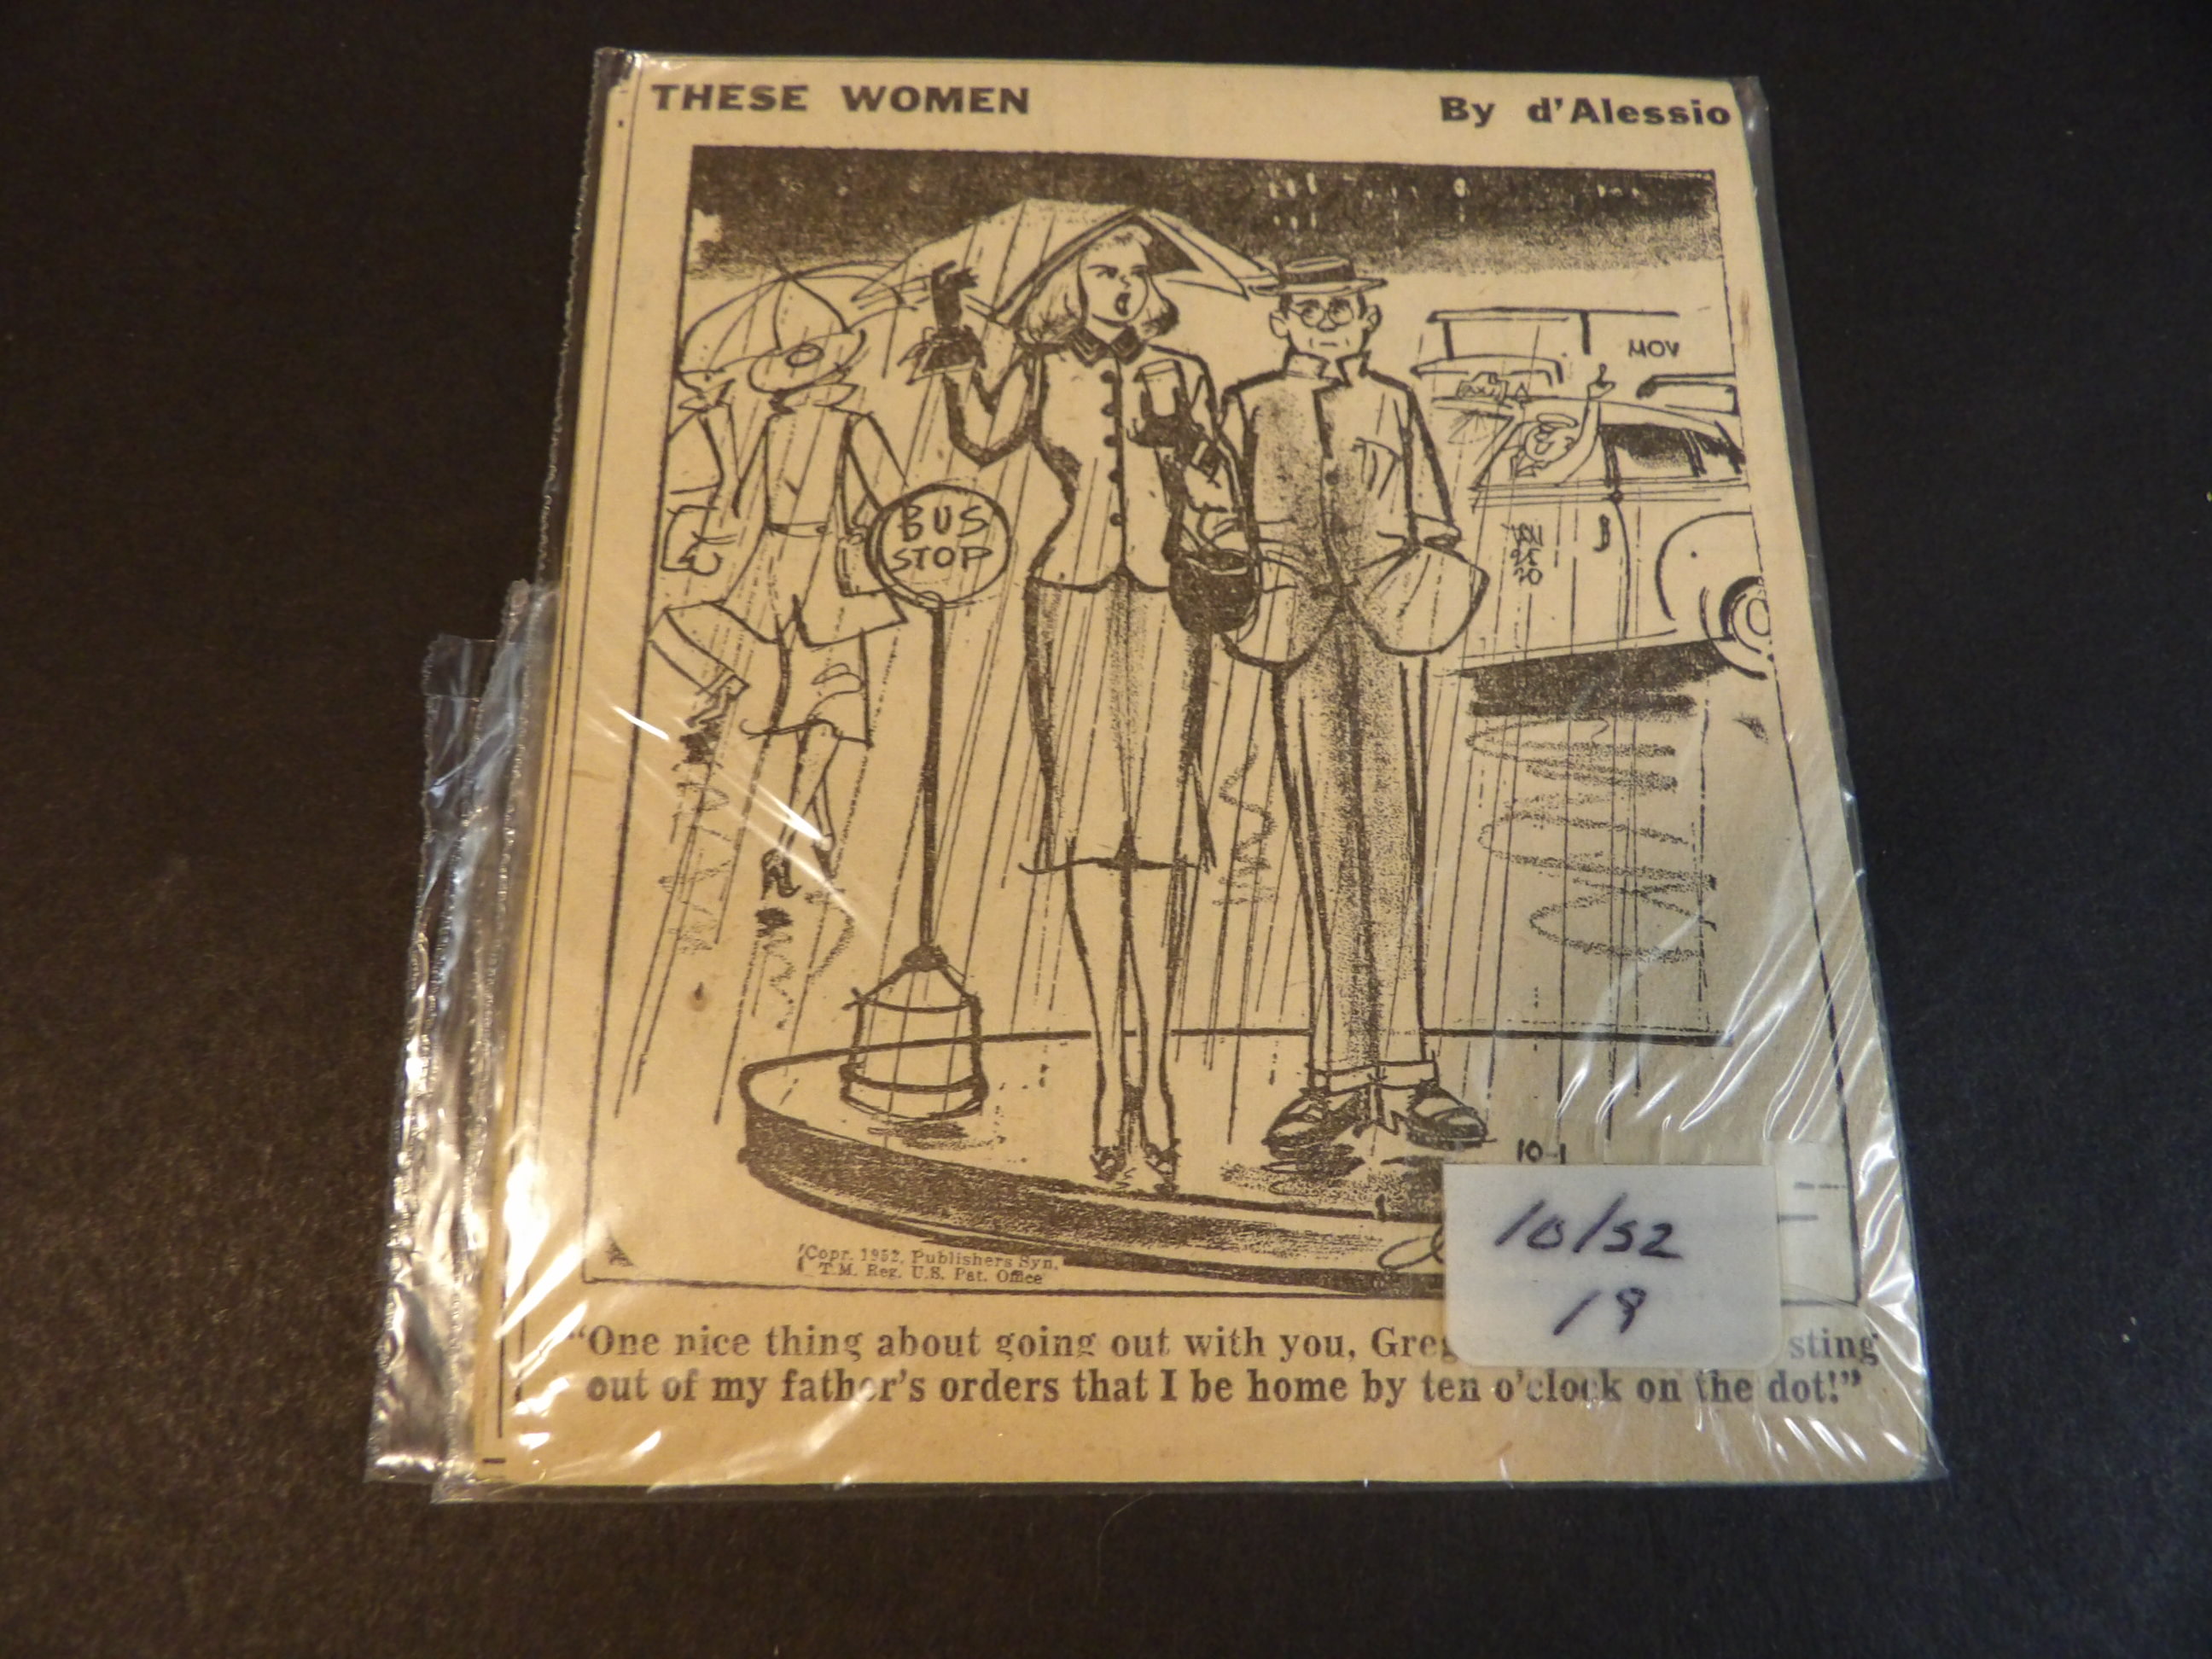 THESE WOMEN
By d'Alessio
MOV
TAXI
BUS
STOP
10-1
10/52
19
Copr. 1952, Publishers Syn.
T.M. Reg. U.S. Pat. Office
“One nice thing about going out with you, Greg sting
out of my father's orders that I be home by ten o'clock on the dot!”